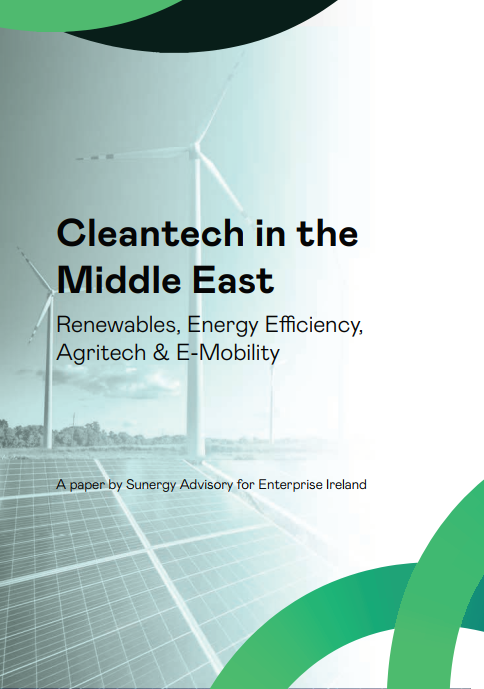 Cleantech in the
Middle East
Renewables, Energy Efficiency,
Agritech & E-Mobility
A paper by Sunergy Advisory for Enterprise Ireland